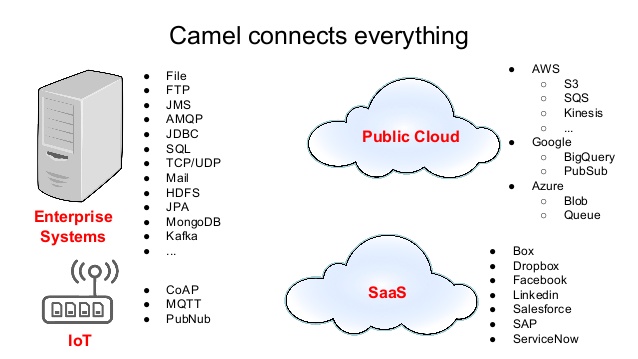 Camel connects everything
Enterprise
Systems
● File
● FTP
● JMS
● AMQP
● JDBC
● SQL
● TCP/UDP
● Mail
● HDFS
● JPA
● MongoDB
● Kafka
● ...
IoT
● CoAP
● MQTT
● PubNub
Public Cloud
● AWS
○ S3
○ SQS
○ Kinesis
○ ...
● Google
○ BigQuery
○ PubSub
● Azure
○ Blob
○ Queue
SaaS
● Box
● Dropbox
● Facebook
● Linkedin
● Salesforce
● SAP
● ServiceNow